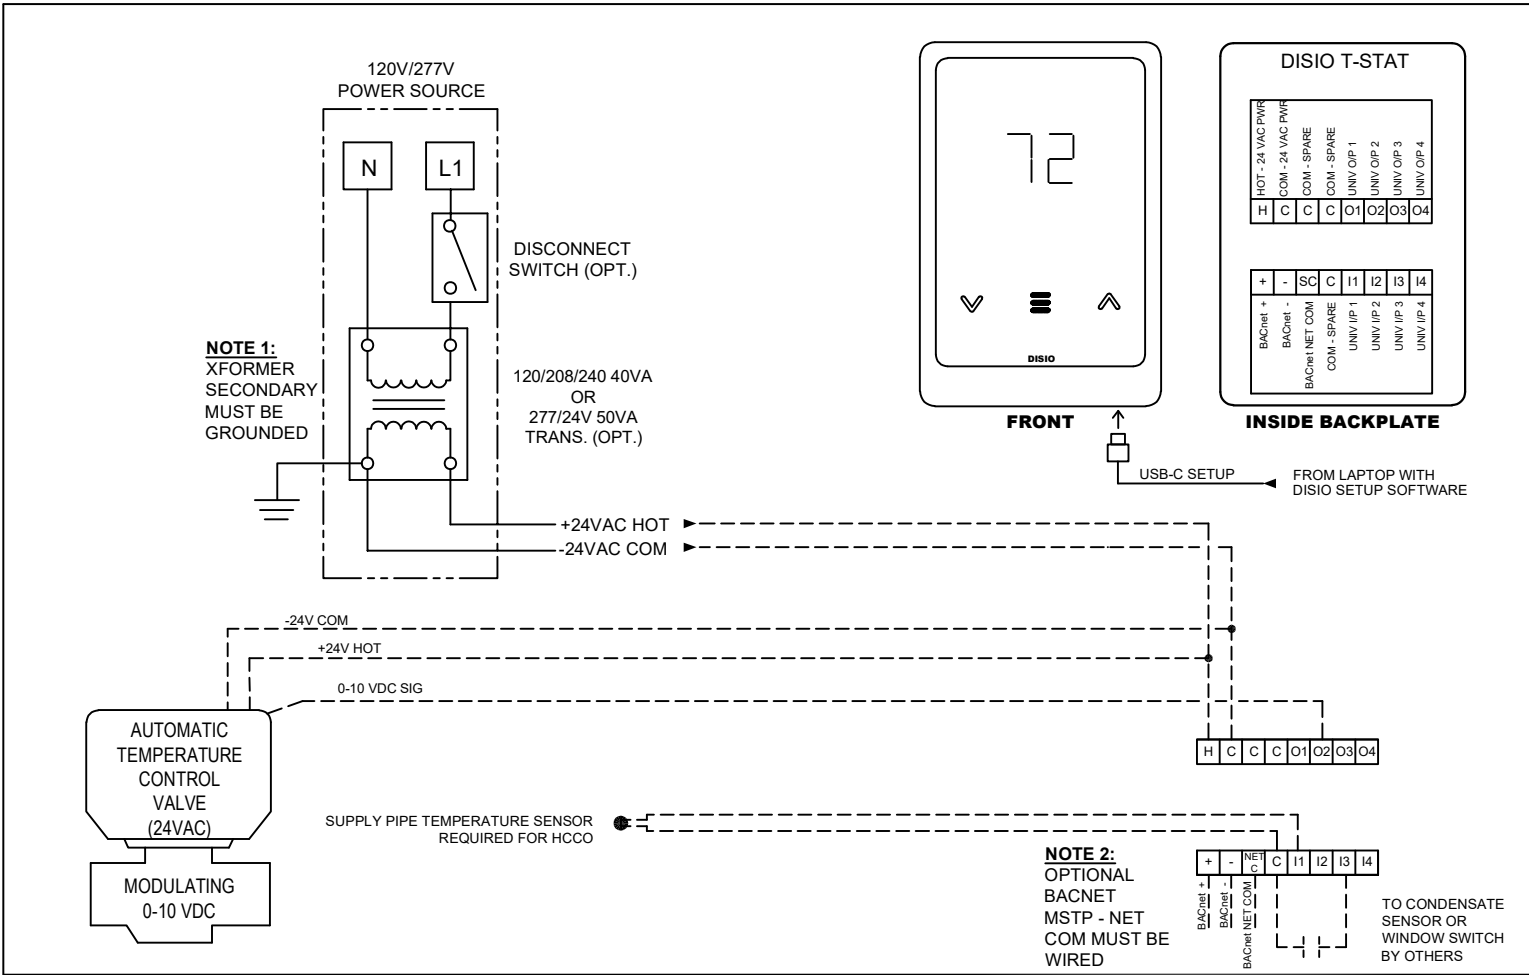 120V/277V
POWER SOURCE
N
L1
DISCONNECT
SWITCH (OPT.)
NOTE 1:
XFORMER
SECONDARY
MUST BE
GROUNDED
120/208/240 40VA
OR
277/24V 50VA
TRANS. (OPT.)
+24VAC HOT
-24VAC COM
72
DISIO
FRONT
USB-C SETUP
FROM LAPTOP WITH
DISIO SETUP SOFTWARE
DISIO T-STAT
HOT - 24 VAC PWR
COM - 24 VAC PWR
COM - SPARE
COM - SPARE
UNIV O/P 1
UNIV O/P 2
UNIV O/P 3
UNIV O/P 4
H C C C O1 O2 O3 O4
+ - SC C I1 I2 I3 I4
BACnet +
BACnet -
BACnet NET COM
COM - SPARE
UNIV I/P 1
UNIV I/P 2
UNIV I/P 3
UNIV I/P 4
INSIDE BACKPLATE
-24V COM
+24V HOT
0-10 VDC SIG
AUTOMATIC
TEMPERATURE
CONTROL
VALVE
(24VAC)
MODULATING
0-10 VDC
H C C C O1 O2 O3 O4
SUPPLY PIPE TEMPERATURE SENSOR
REQUIRED FOR HCCO
NOTE 2:
OPTIONAL
BACNET
MSTP - NET
COM MUST BE
WIRED
+ - NET C C I1 I2 I3 I4
BACnet +
BACnet -
BACnet NET COM
TO CONDENSATE
SENSOR OR
WINDOW SWITCH
BY OTHERS